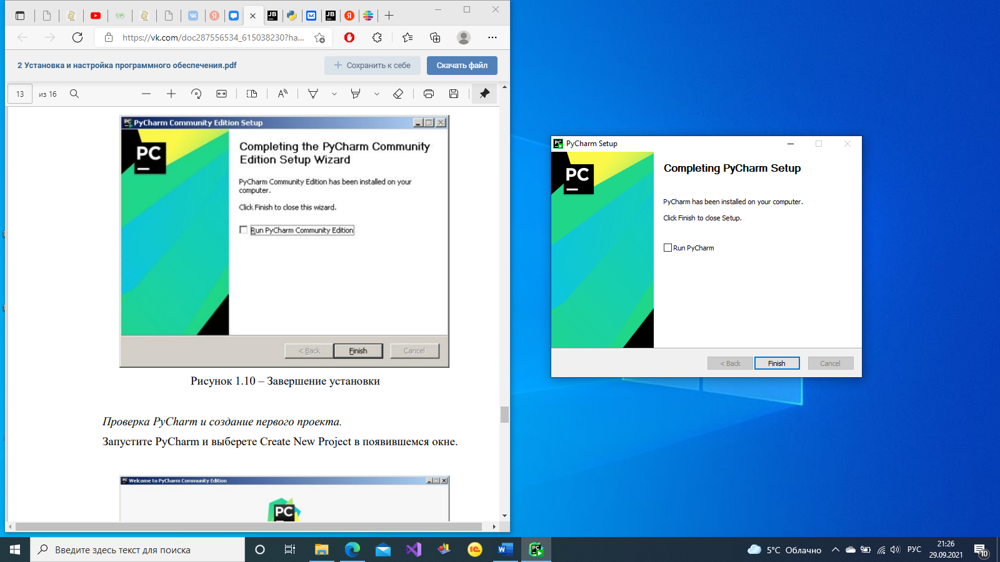 https://vk.com/doc287556534_615038230?ha...
2 Установка и настройка программного обеспечения.pdf
Сохранить к себе
Скачать файл
13 из 16
PyCharm Community Edition Setup
PC
Completing the PyCharm Community
Edition Setup Wizard
PyCharm Community Edition has been installed on your
computer.
Click Finish to close this wizard.
Run PyCharm Community Edition
< Back
Finish
Cancel
Рисунок 1.10 – Завершение установки
Проверка PyCharm и создание первого проекта.
Запустите PyCharm и выберете Create New Project в появившемся окне.
Welcome to PyCharm Community Edition
PC
PyCharm Setup
PC
Completing PyCharm Setup
PyCharm has been installed on your computer.
Click Finish to close Setup.
Run PyCharm
< Back
Finish
Cancel
Введите здесь текст для поиска
5°C Облачно
РУС
21:26
29.09.2021
10